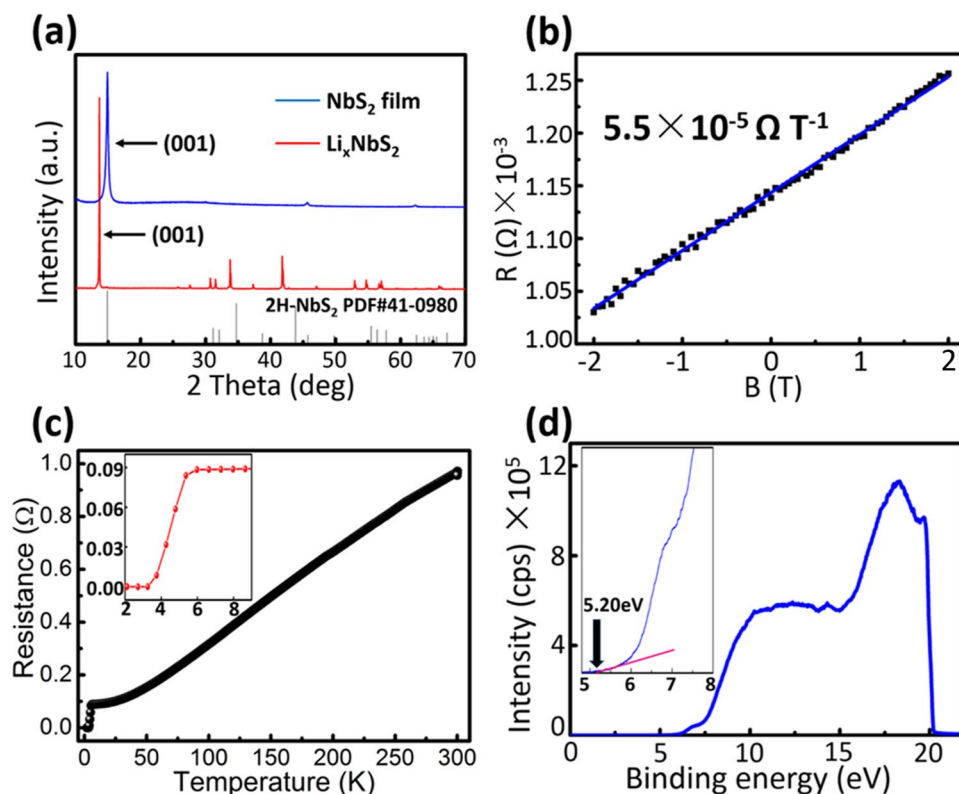 (a)
Intensity (a.u.)
NbS₂ film
LiₓNbS₂
(001)
(001)
2H-NbS₂ PDF#41-0980
10 20 30 40 50 60 70
2 Theta (deg)
(b)
R (Ω) × 10⁻³
1.25
1.20
1.15
1.10
1.05
1.00
5.5 × 10⁻⁵ Ω T⁻¹
-2 -1 0 1 2
B (T)
(c)
Resistance (Ω)
1.0
0.8
0.6
0.4
0.2
0.0
0.09
0.06
0.03
0.00
2 4 6 8
0 50 100 150 200 250 300
Temperature (K)
(d)
Intensity (cps) × 10⁵
12
8
4
0
5.20eV
5 6 7 8
0 5 10 15 20
Binding energy (eV)